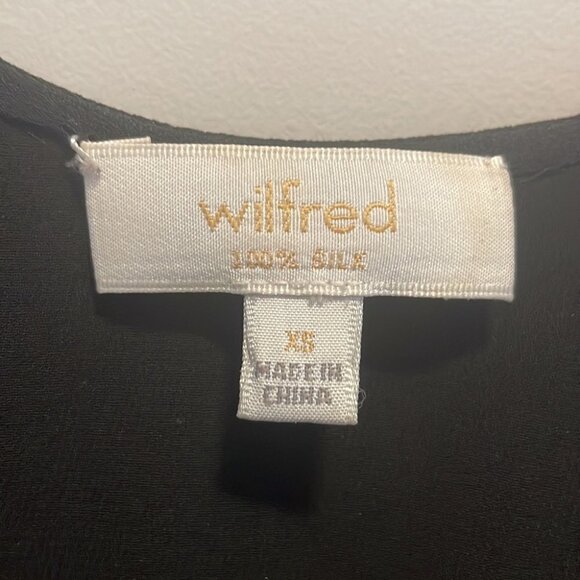 wilfred
100% SILK
XS
MADE IN
CHINA